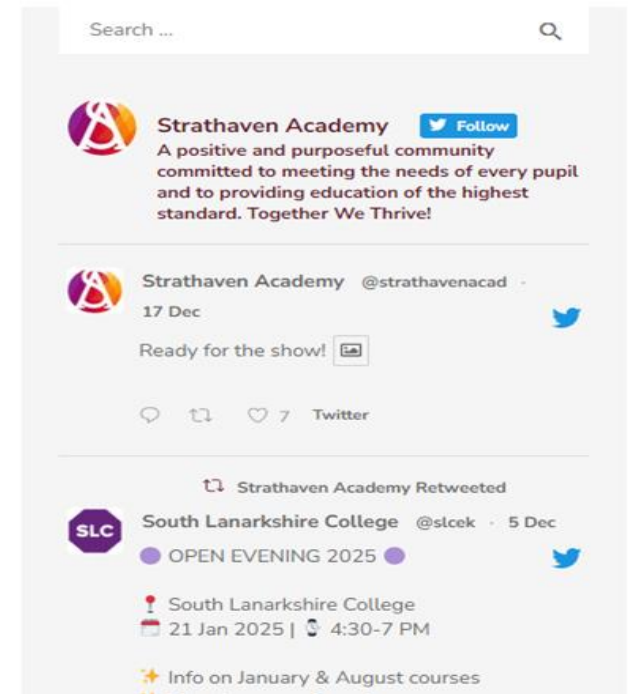 Search ...
Strathaven Academy Follow
A positive and purposeful community
committed to meeting the needs of every pupil
and to providing education of the highest
standard. Together We Thrive!
Strathaven Academy @strathavenacad ·
17 Dec
Ready for the show!
7 Twitter
Strathaven Academy Retweeted
SLC South Lanarkshire College @slcek · 5 Dec
OPEN EVENING 2025
South Lanarkshire College
21 Jan 2025 | 4:30-7 PM
Info on January & August courses